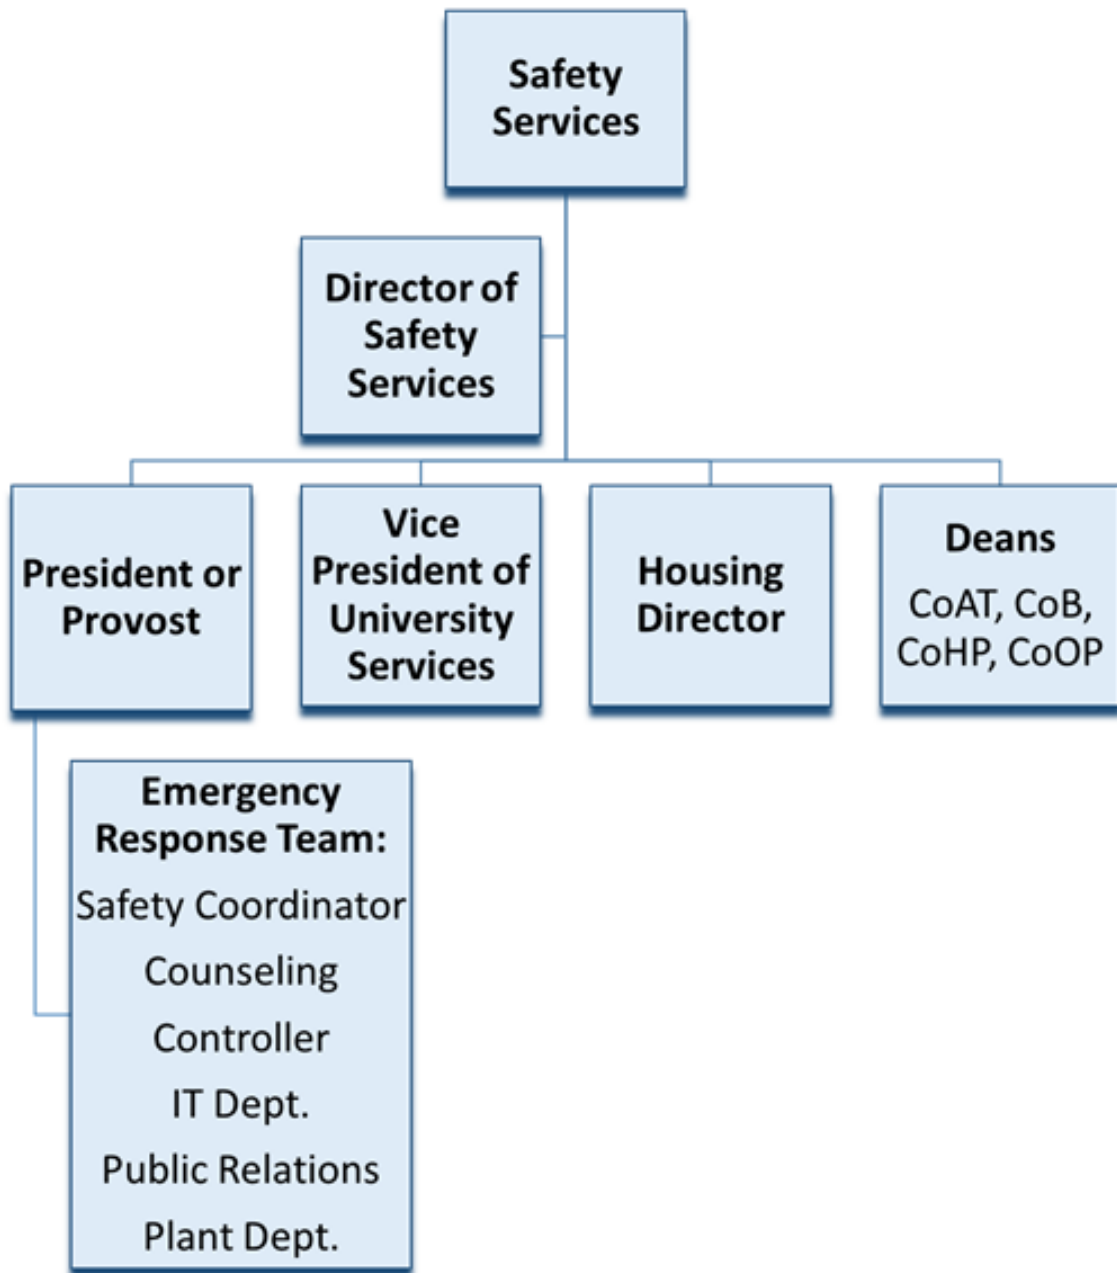 Safety
Services
Director of
Safety
Services
President or
Provost
Vice
President of
University
Services
Housing
Director
Deans
CoAT, CoB,
CoHP, CoOP
Emergency
Response Team:
Safety Coordinator
Counseling
Controller
IT Dept.
Public Relations
Plant Dept.